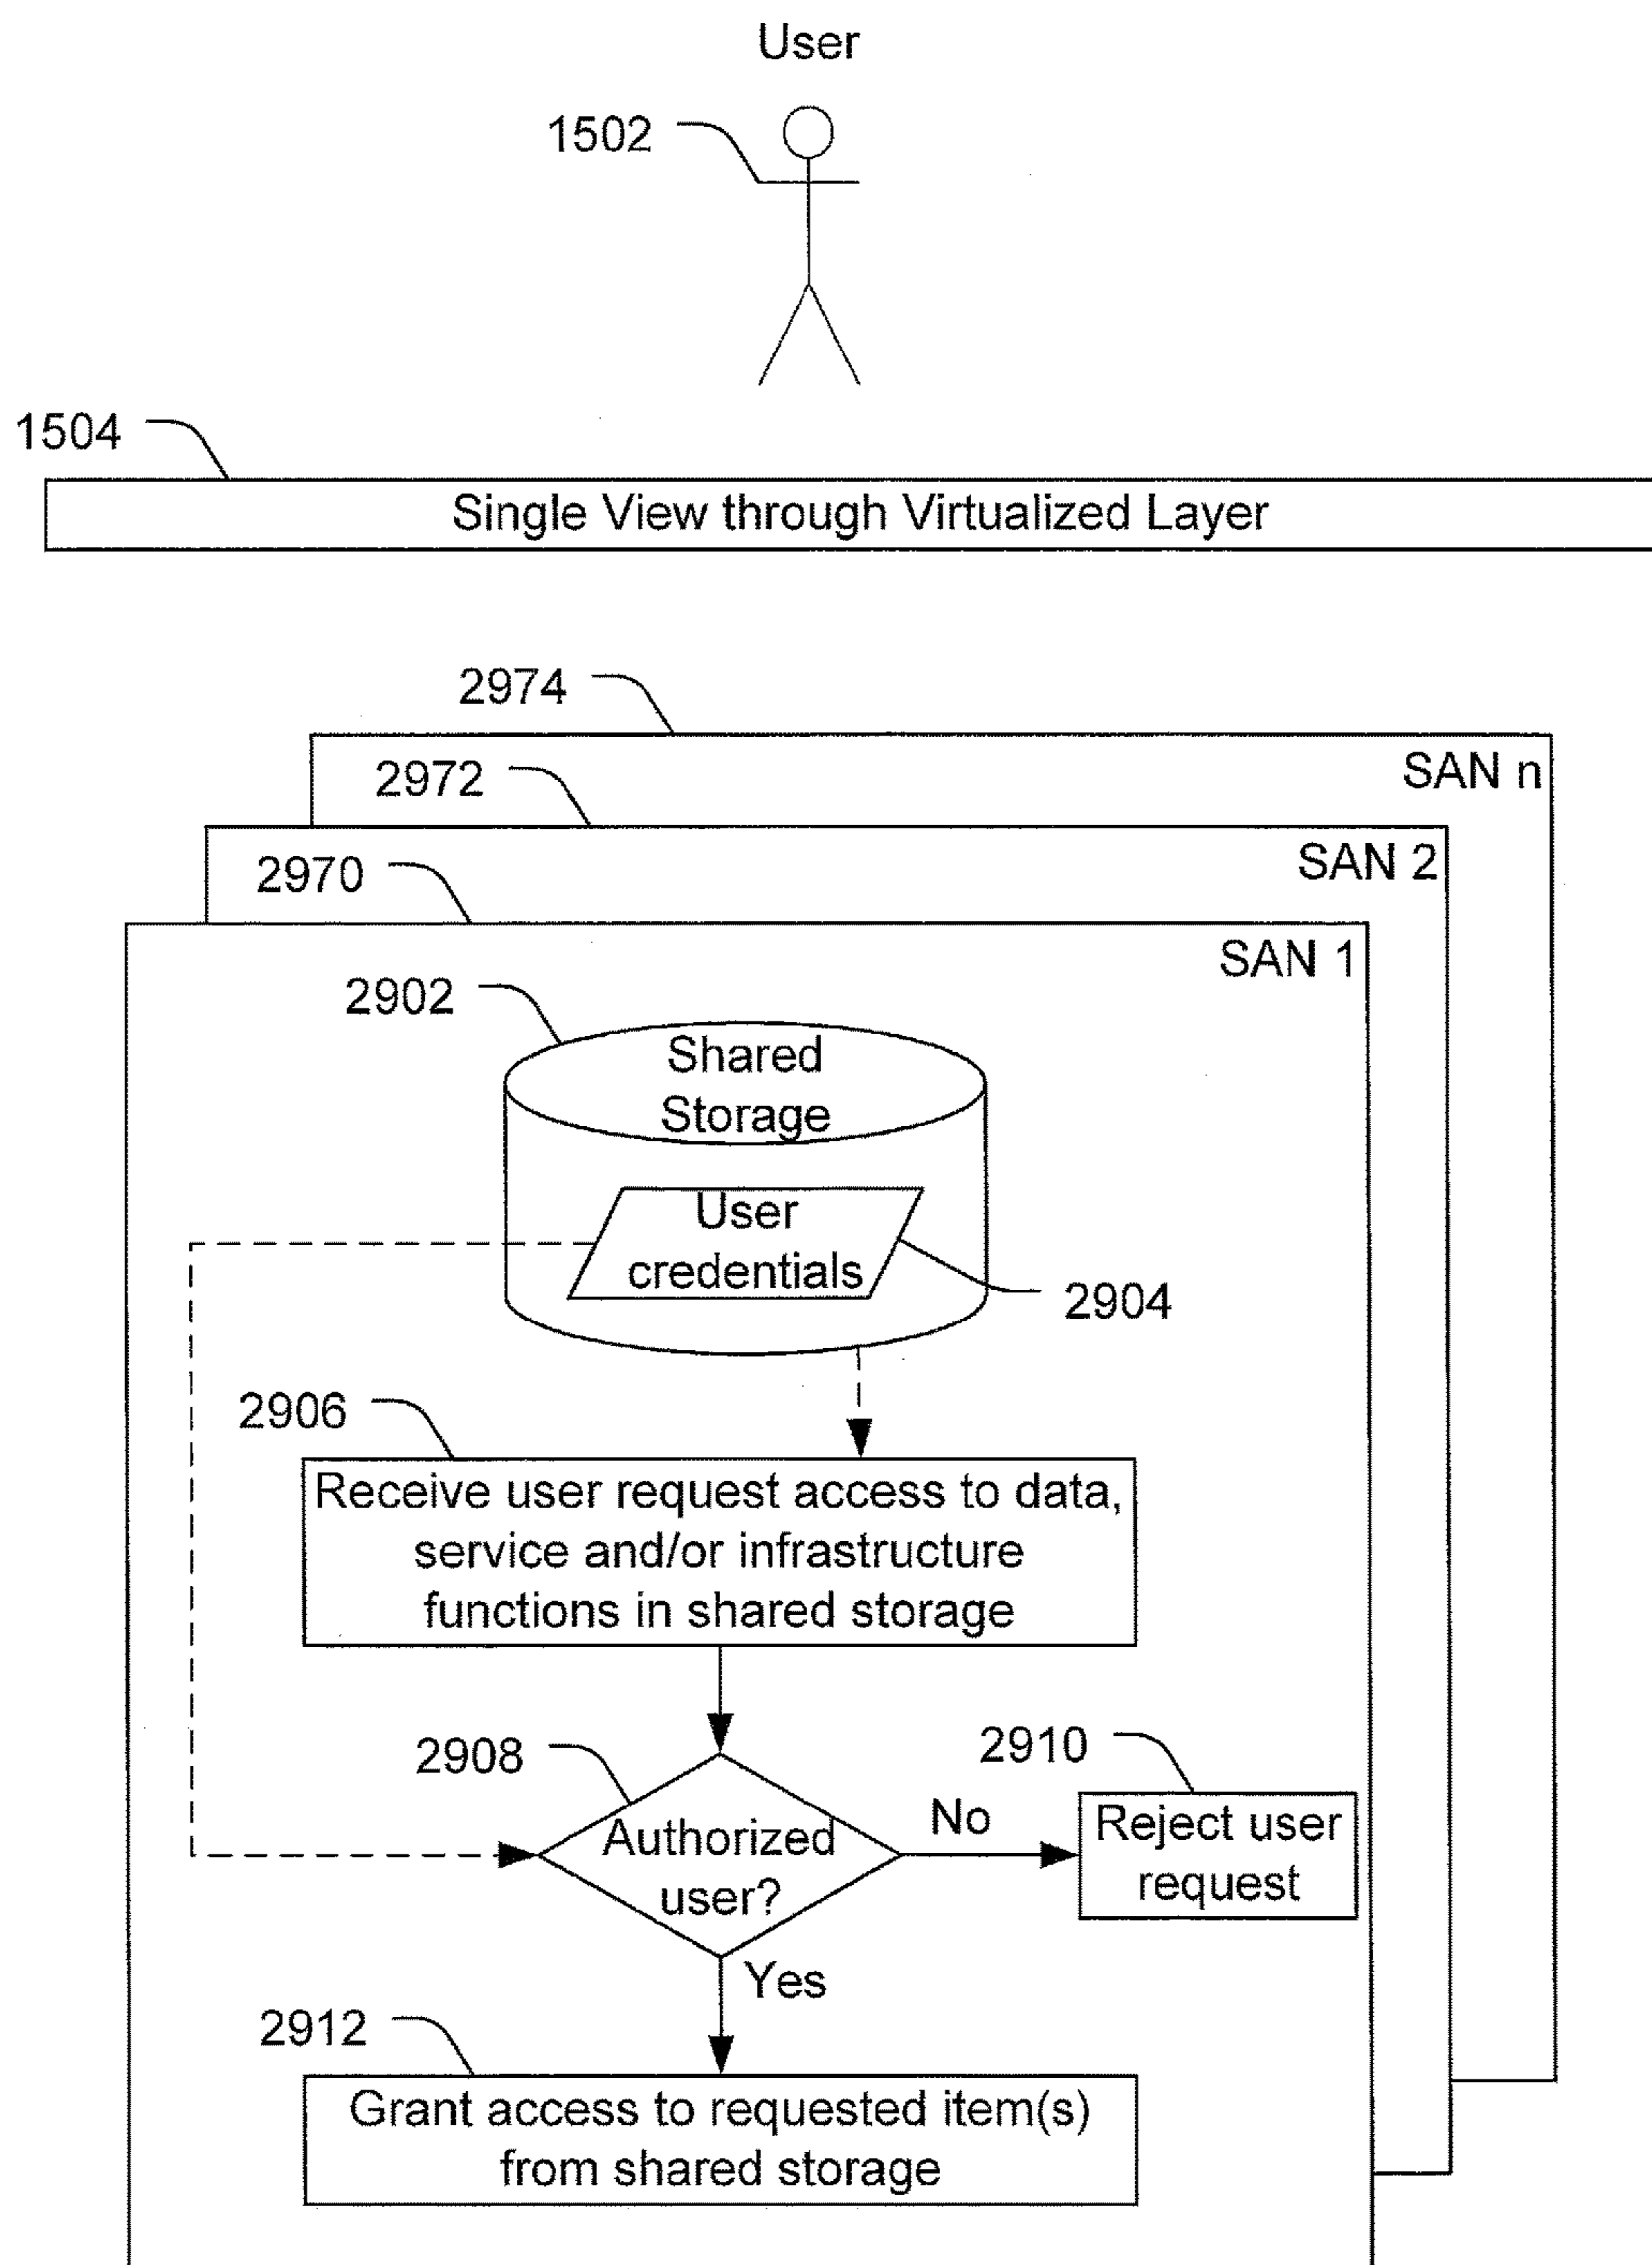 User
1502
1504
Single View through Virtualized Layer
2974
SAN n
2972
SAN 2
2970
SAN 1
2902
Shared
Storage
User
credentials
2904
2906
Receive user request access to data,
service and/or infrastructure
functions in shared storage
2908
2910
Authorized
user?
No
Reject user
request
Yes
2912
Grant access to requested item(s)
from shared storage